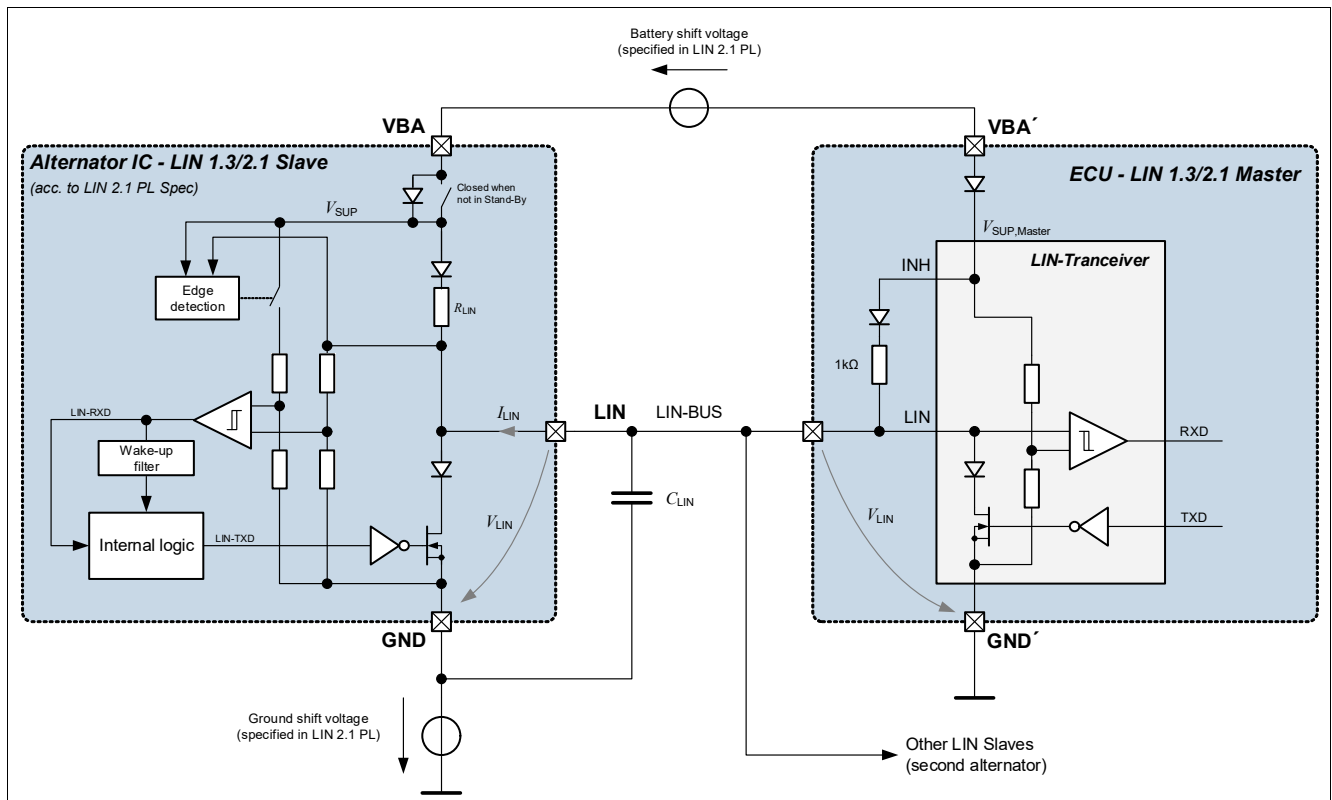 Battery shift voltage
(specified in LIN 2.1 PL)
VBA
VBA´
Alternator IC - LIN 1.3/2.1 Slave
(acc. to LIN 2.1 PL Spec)
Closed when
not in Stand-By
VSUP
Edge
detection
RLIN
LIN-RXD
Wake-up
filter
Internal logic
LIN-TXD
ILIN
VLIN
GND
Ground shift voltage
(specified in LIN 2.1 PL)
LIN
LIN-BUS
CLIN
ECU - LIN 1.3/2.1 Master
VSUP,Master
INH
LIN-Tranceiver
1kΩ
LIN
RXD
TXD
VLIN
GND´
Other LIN Slaves
(second alternator)